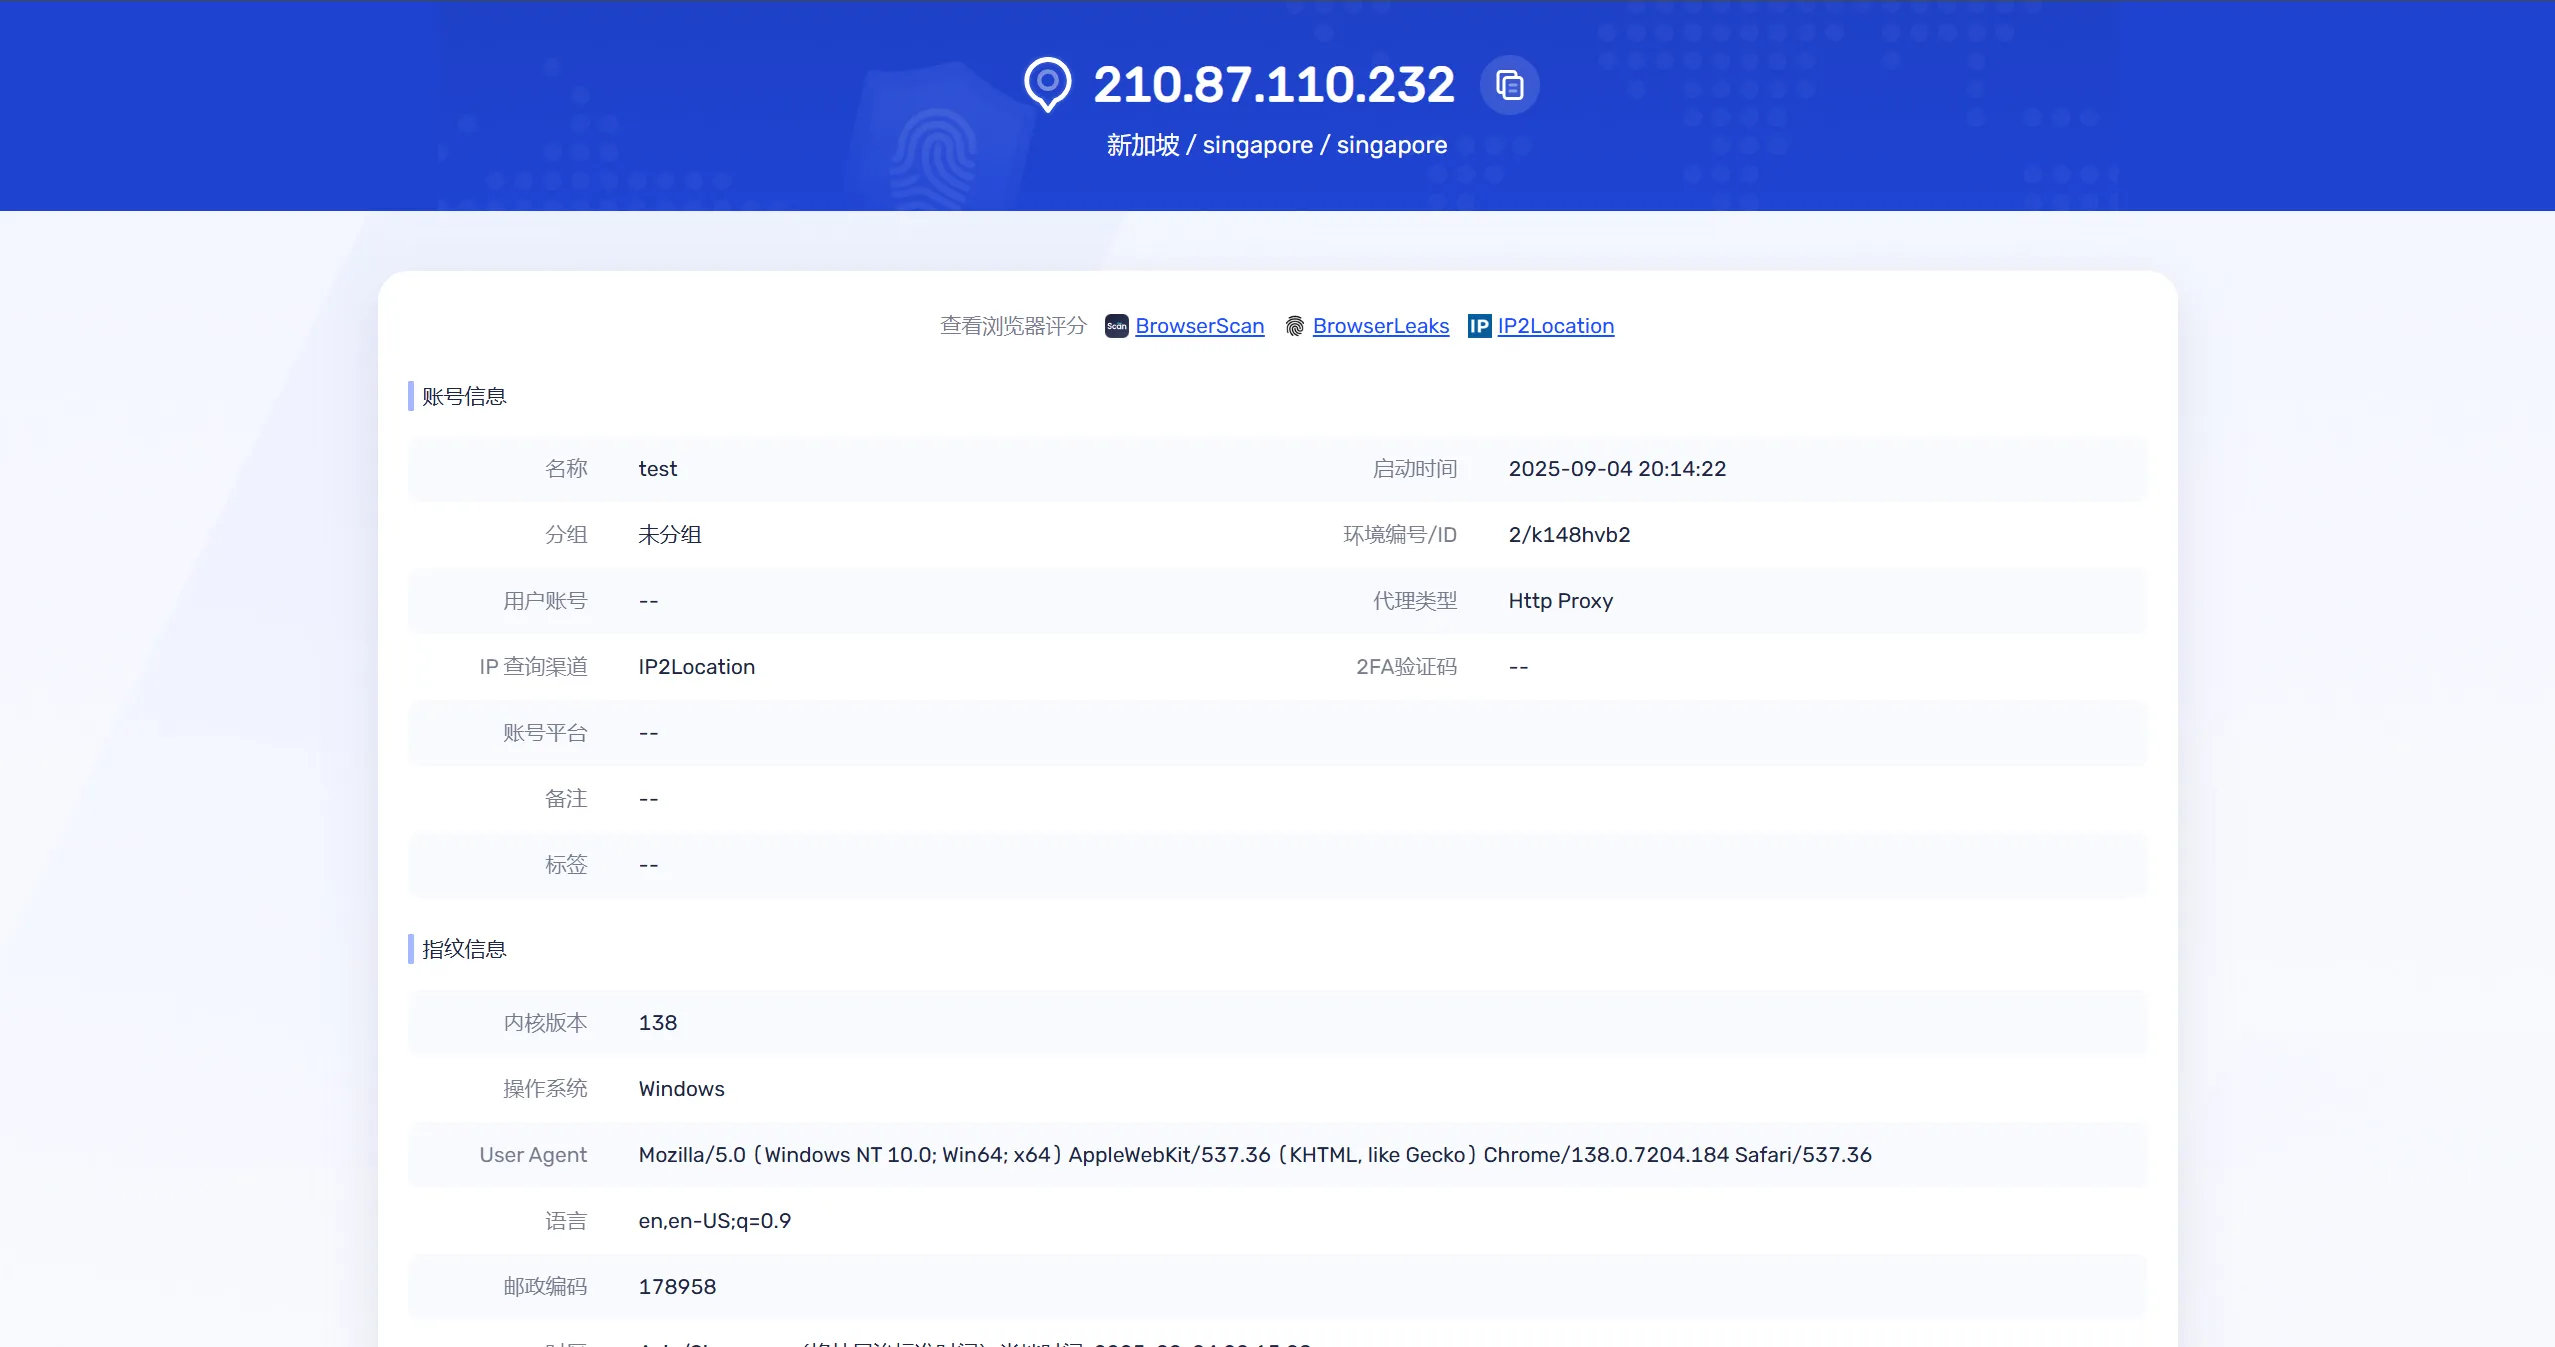 210.87.110.232
新加坡 / singapore / singapore
查看浏览器评分 Scan BrowserScan BrowserLeaks IP IP2Location
账号信息
名称 test 启动时间 2025-09-04 20:14:22
分组 未分组 环境编号/ID 2/k148hvb2
用户账号 -- 代理类型 Http Proxy
IP 查询渠道 IP2Location 2FA验证码 --
账号平台 --
备注 --
标签 --
指纹信息
内核版本 138
操作系统 Windows
User Agent Mozilla/5.0 (Windows NT 10.0; Win64; x64) AppleWebKit/537.36 (KHTML, like Gecko) Chrome/138.0.7204.184 Safari/537.36
语言 en,en-US;q=0.9
邮政编码 178958